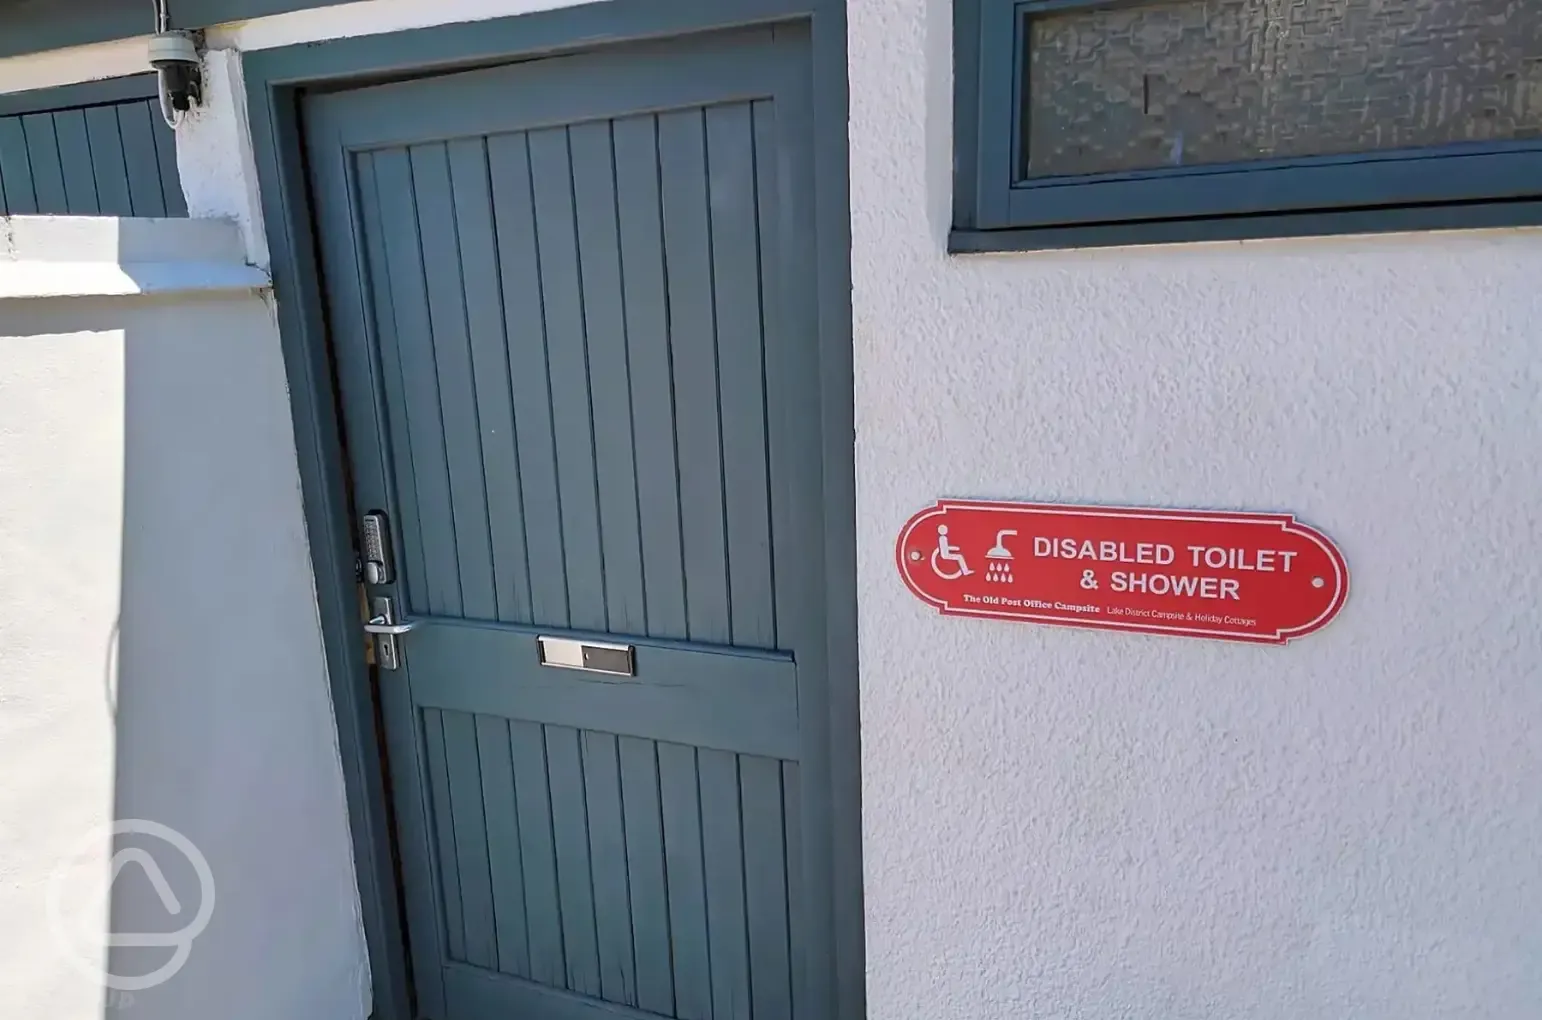 DISABLED TOILET
& SHOWER
The Old Post Office Campsite Lake District Campsite & Holiday Cottages